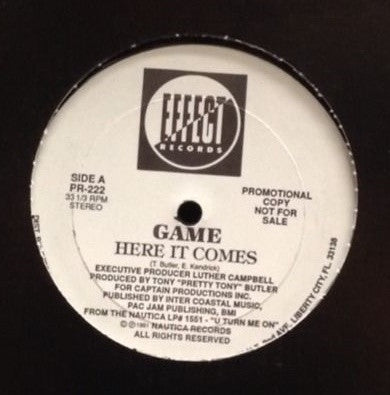 EFFECT
RECORDS
SIDE A
PR-222
33 1/3 RPM
STEREO
PROMOTIONAL
COPY
NOT FOR
SALE
GAME
HERE IT COMES
(T. Butler, E. Kendrick)
EXECUTIVE PRODUCER LUTHER CAMPBELL
PRODUCED BY TONY "PRETTY TONY" BUTLER
FOR CAPTAIN PRODUCTIONS INC.
PUBLISHED BY INTER COASTAL MUSIC,
PAC JAM PUBLISHING, BMI
FROM THE NAUTICA LP# 1551 - "U TURN ME ON"
© ℗ 1991 NAUTICA RECORDS
ALL RIGHTS RESERVED
AVE, LIBERTY CITY, FL 33138